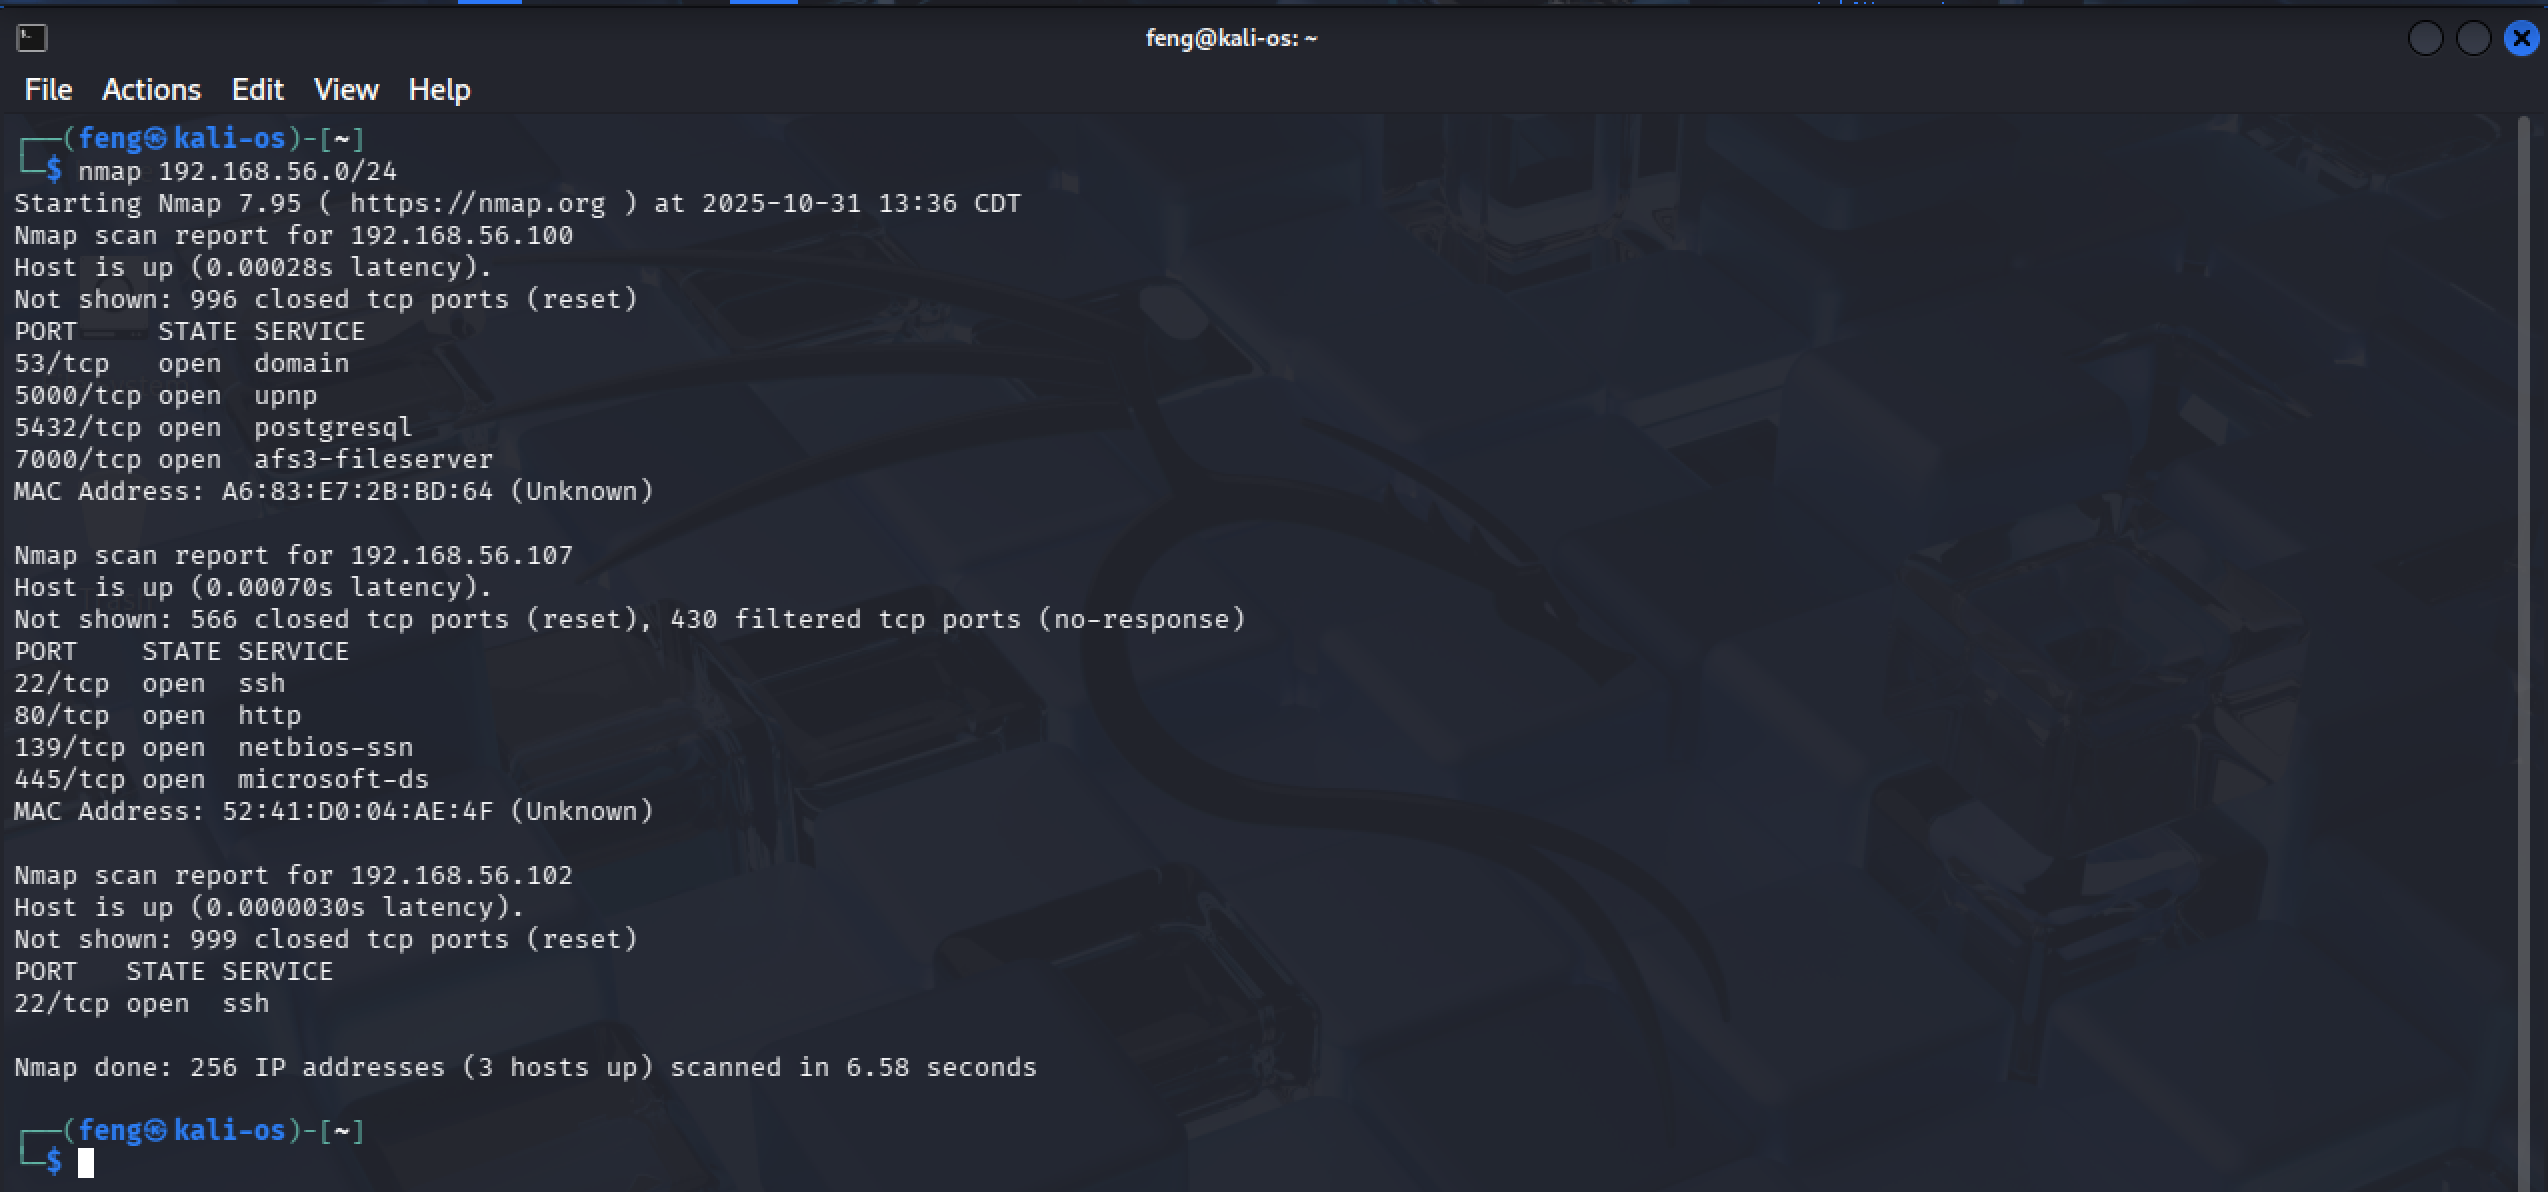 feng@kali-os: ~
File Actions Edit View Help
┌──(feng㉿kali-os)-[~]
└─$ nmap 192.168.56.0/24
Starting Nmap 7.95 ( https://nmap.org ) at 2025-10-31 13:36 CDT
Nmap scan report for 192.168.56.100
Host is up (0.00028s latency).
Not shown: 996 closed tcp ports (reset)
PORT     STATE SERVICE
53/tcp   open  domain
5000/tcp open  upnp
5432/tcp open  postgresql
7000/tcp open  afs3-fileserver
MAC Address: A6:83:E7:2B:BD:64 (Unknown)

Nmap scan report for 192.168.56.107
Host is up (0.00070s latency).
Not shown: 566 closed tcp ports (reset), 430 filtered tcp ports (no-response)
PORT    STATE SERVICE
22/tcp  open  ssh
80/tcp  open  http
139/tcp open  netbios-ssn
445/tcp open  microsoft-ds
MAC Address: 52:41:D0:04:AE:4F (Unknown)

Nmap scan report for 192.168.56.102
Host is up (0.0000030s latency).
Not shown: 999 closed tcp ports (reset)
PORT   STATE SERVICE
22/tcp open  ssh

Nmap done: 256 IP addresses (3 hosts up) scanned in 6.58 seconds

┌──(feng㉿kali-os)-[~]
└─$